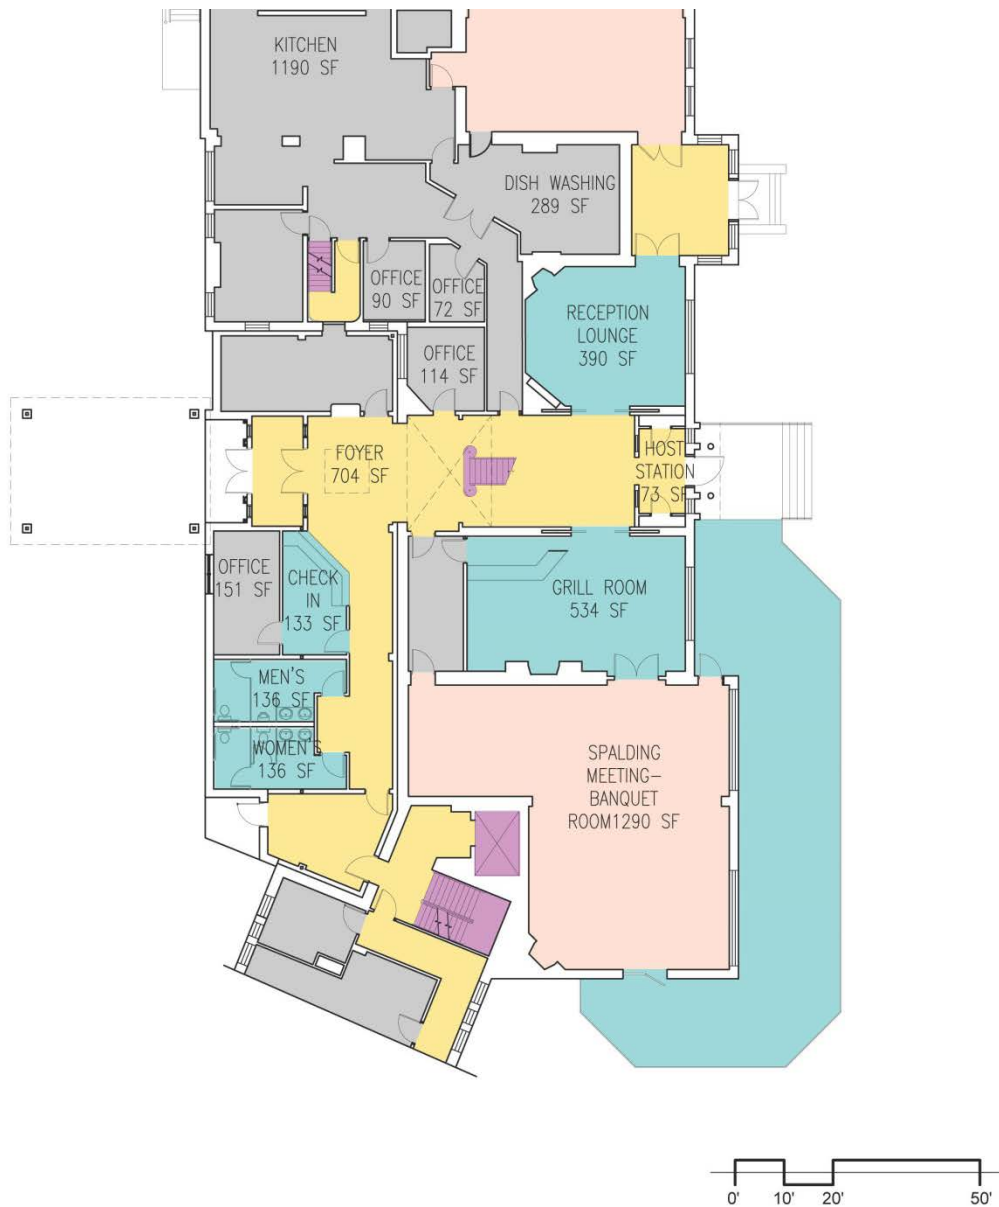 KITCHEN
1190 SF
DISH WASHING
289 SF
OFFICE
90 SF
OFFICE
72 SF
RECEPTION
LOUNGE
390 SF
OFFICE
114 SF
FOYER
704 SF
HOST
STATION
73 SF
OFFICE
151 SF
CHECK
IN
133 SF
GRILL ROOM
534 SF
MEN'S
136 SF
WOMEN'S
136 SF
SPALDING
MEETING–
BANQUET
ROOM1290 SF
0' 10' 20' 50'